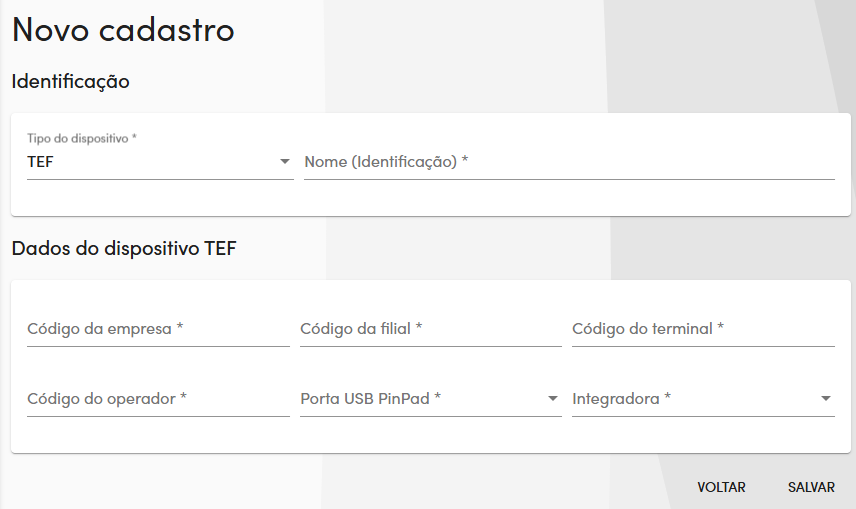 Novo cadastro
Identificação
Tipo do dispositivo *
TEF Nome (Identificação) *
Dados do dispositivo TEF
Código da empresa * Código da filial * Código do terminal *
Código do operador * Porta USB PinPad * Integradora *
VOLTAR SALVAR